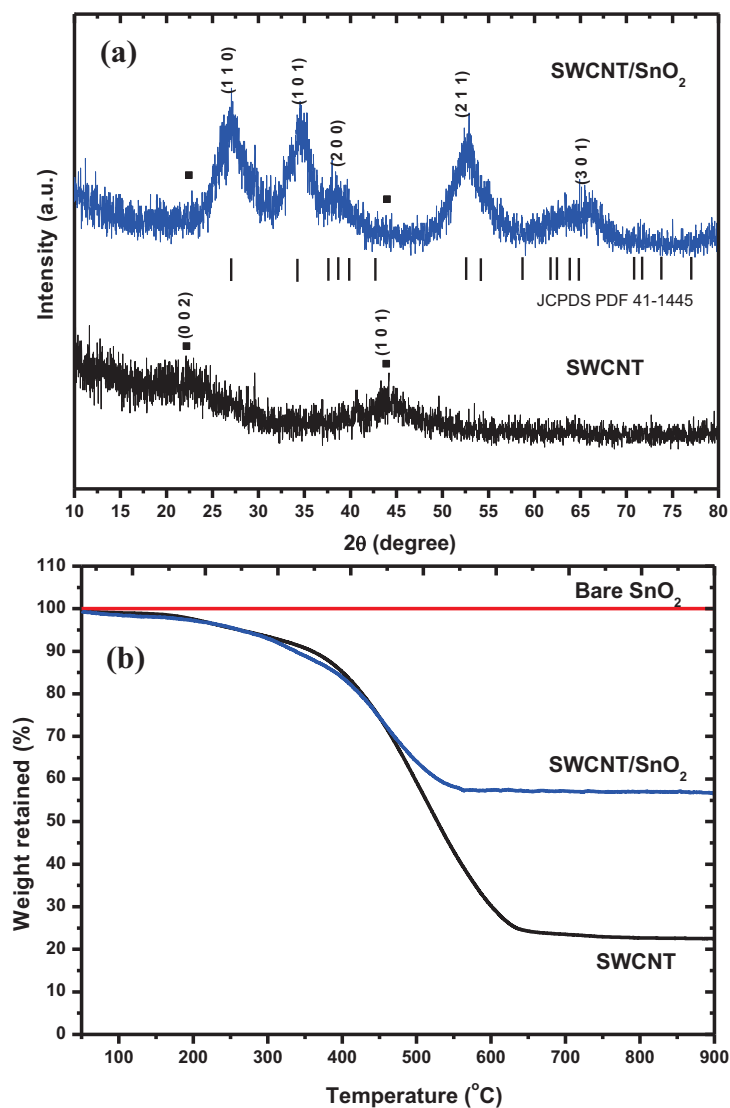 (a)
SWCNT/SnO2
(1 1 0)
(1 0 1)
(2 0 0)
(2 1 1)
(3 0 1)
JCPDS PDF 41-1445
(0 0 2)
(1 0 1)
SWCNT
Intensity (a.u.)
10 15 20 25 30 35 40 45 50 55 60 65 70 75 80
2θ (degree)
110
100
90
80
70
60
50
40
30
20
10
0
Bare SnO2
(b)
SWCNT/SnO2
SWCNT
Weight retained (%)
100 200 300 400 500 600 700 800 900
Temperature (°C)